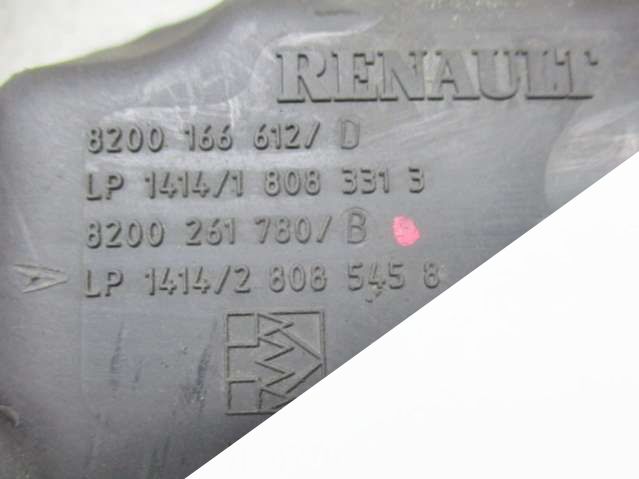 RENAULT
8200 166 612/ D
LP 1414/1 808 331 3
8200 261 780/ B
LP 1414/2 808 545 8